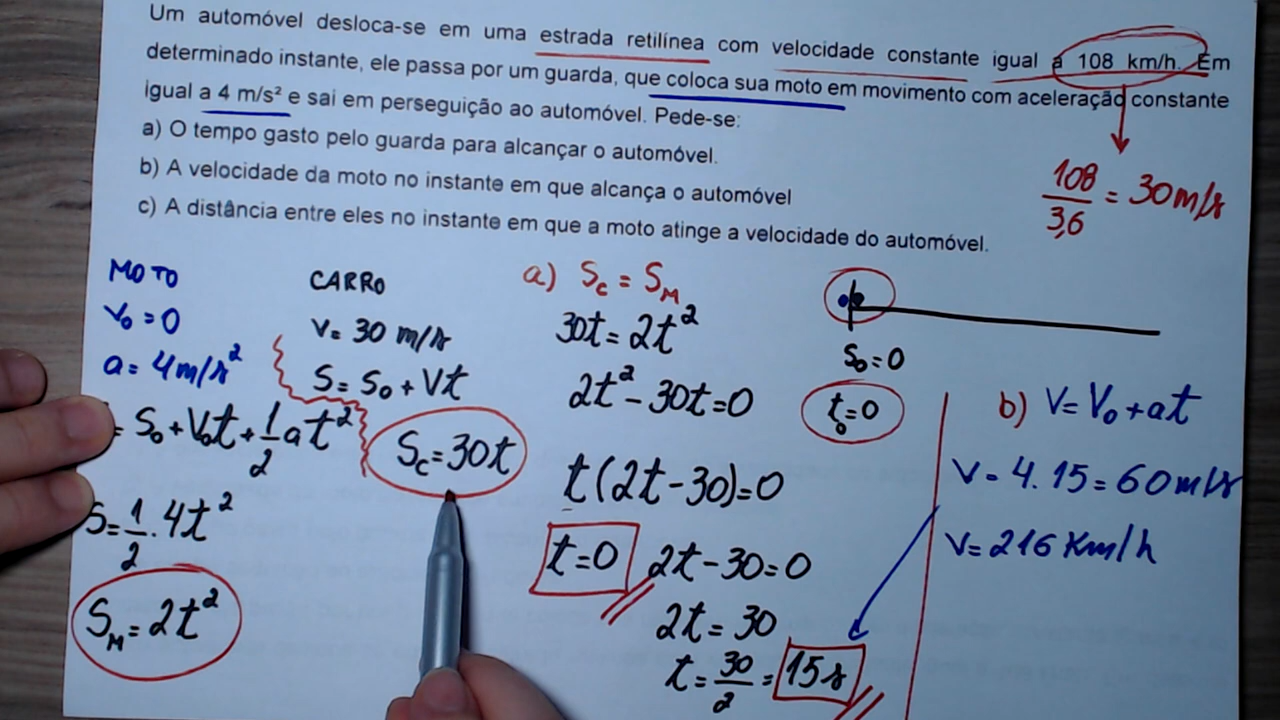 Um automóvel desloca-se em uma estrada retilínea com velocidade constante igual a 108 km/h. Em
determinado instante, ele passa por um guarda, que coloca sua moto em movimento com aceleração constante
igual a 4 m/s² e sai em perseguição ao automóvel. Pede-se:
a) O tempo gasto pelo guarda para alcançar o automóvel.
b) A velocidade da moto no instante em que alcança o automóvel
c) A distância entre eles no instante em que a moto atinge a velocidade do automóvel.
108/3,6 = 30 m/s
MOTO
V₀ = 0
a = 4 m/s²
= S₀ + V₀t + 1/2 at²
S = 1/2 . 4t²
S_M = 2t²
CARRO
V = 30 m/s
S = S₀ + Vt
S_C = 30t
a) S_C = S_M
30t = 2t²
2t² - 30t = 0
t(2t - 30) = 0
t = 0
2t - 30 = 0
2t = 30
t = 30/2 = 15s
S₀ = 0
t₀ = 0
b) V = V₀ + at
V = 4 . 15 = 60 m/s
V = 216 Km/h